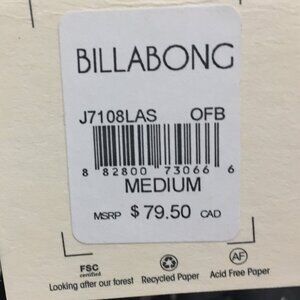 BILLABONG
J7108LAS OFB
8 82800 73066 6
MEDIUM
MSRP $ 79.50 CAD
FSC AF
certified
Looking after our forest Recycled Paper Acid Free Paper